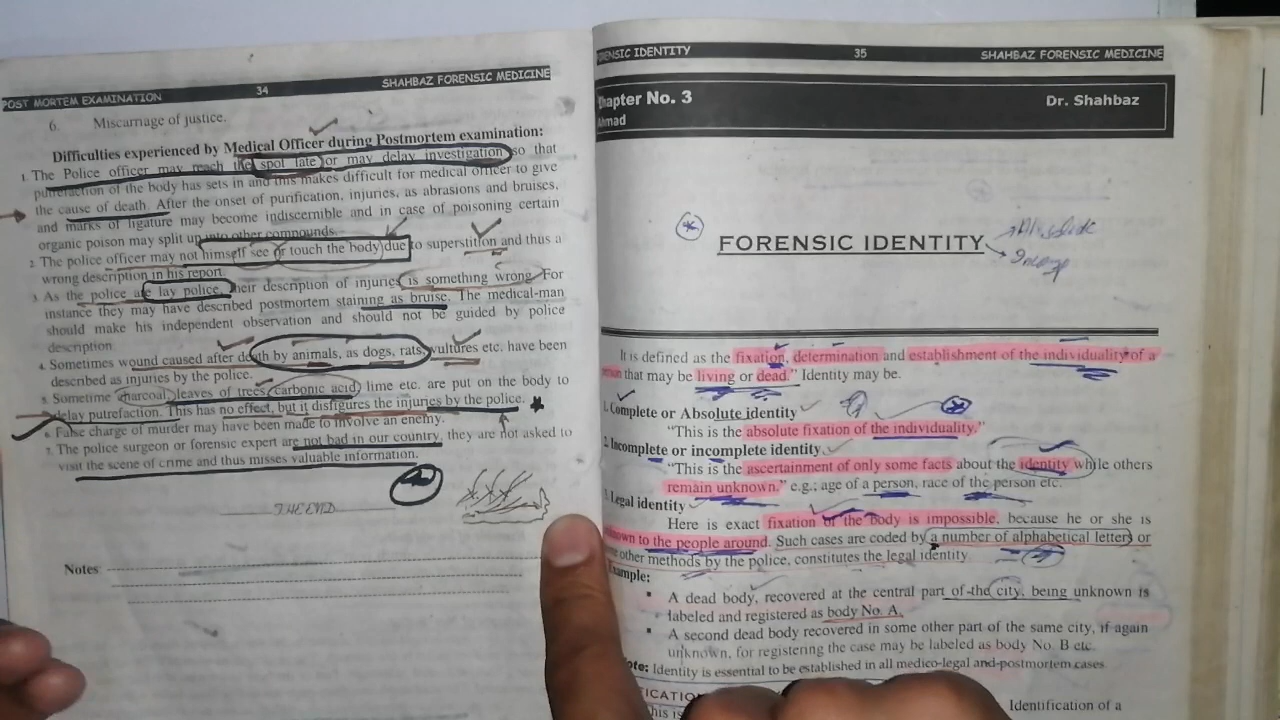 POST MORTEM EXAMINATION 34 SHAHBAZ FORENSIC MEDICINE
6. Miscarriage of justice.
Difficulties experienced by Medical Officer during Postmortem examination:
1. The Police officer may reach the spot late or may delay investigation so that
putrefaction of the body has sets in and this makes difficult for medical officer to give
the cause of death. After the onset of purification, injuries, as abrasions and bruises,
and marks of ligature may become indiscernible and in case of poisoning certain
organic poison may split up into other compounds.
2. The police officer may not himself see or touch the body due to superstition and thus a
wrong description in his report.
3. As the police are lay police, their description of injuries is something wrong. For
instance they may have described postmortem staining as bruise. The medical-man
should make his independent observation and should not be guided by police
description.
4. Sometimes wound caused after death by animals, as dogs, rats, vultures etc. have been
described as injuries by the police.
5. Sometime charcoal, leaves of trees, carbonic acid, lime etc. are put on the body to
delay putrefaction. This has no effect, but it disfigures the injuries by the police.
6. False charge of murder may have been made to involve an enemy.
7. The police surgeon or forensic expert are not bad in our country, they are not asked to
visit the scene of crime and thus misses valuable information.
THE END
Notes
FORENSIC IDENTITY 35 SHAHBAZ FORENSIC MEDICINE
Chapter No. 3 Dr. Shahbaz
Ahmad
FORENSIC IDENTITY
Absolute
It is defined as the fixation, determination and establishment of the individuality of a
person that may be living or dead." Identity may be.
1. Complete or Absolute identity
"This is the absolute fixation of the individuality."
2. Incomplete or incomplete identity
"This is the ascertainment of only some facts about the identity while others
remain unknown." e.g.; age of a person, race of the person etc.
3. Legal identity
Here is exact fixation of the body is impossible, because he or she is
unknown to the people around. Such cases are coded by a number of alphabetical letters or
other methods by the police, constitutes the legal identity.
Example:
▪ A dead body, recovered at the central part of the city, being unknown is
labeled and registered as body No. A.
▪ A second dead body recovered in some other part of the same city, if again
unknown, for registering the case may be labeled as body No. B etc.
Note: Identity is essential to be established in all medico-legal and postmortem cases
Identification of a